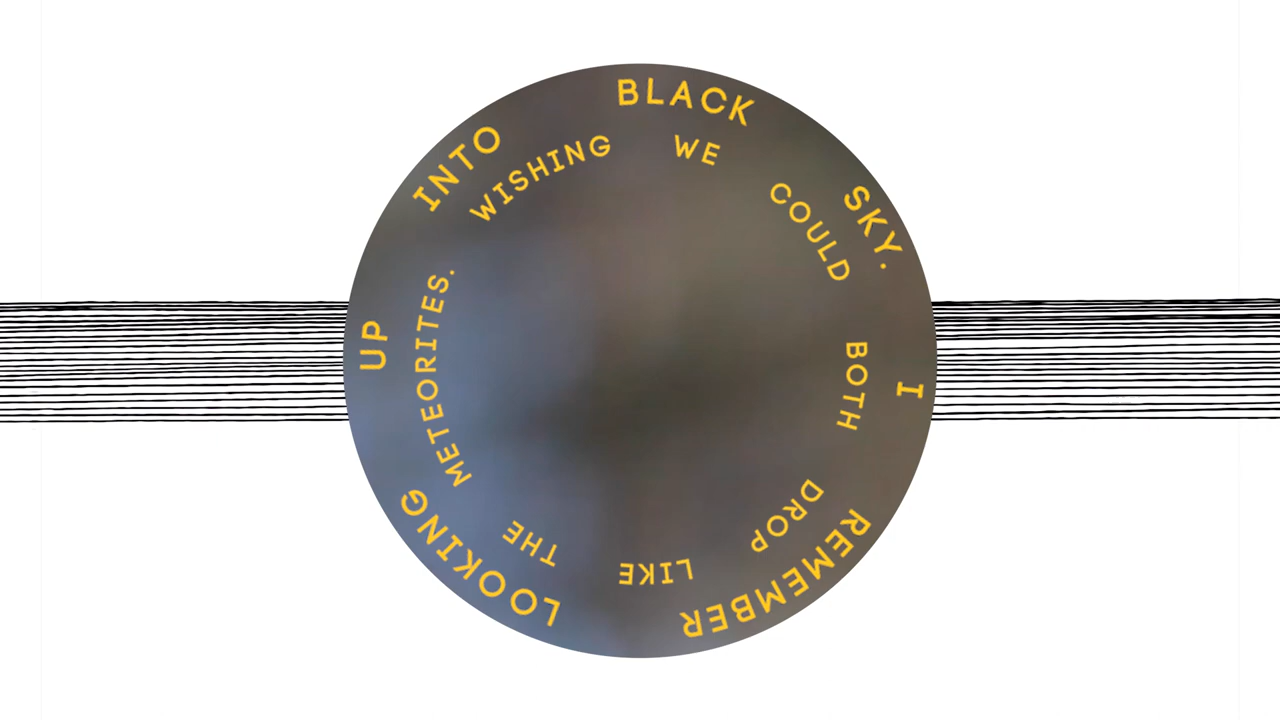 I REMEMBER LOOKING UP INTO BLACK SKY.
WISHING WE COULD BOTH DROP LIKE THE METEORITES.